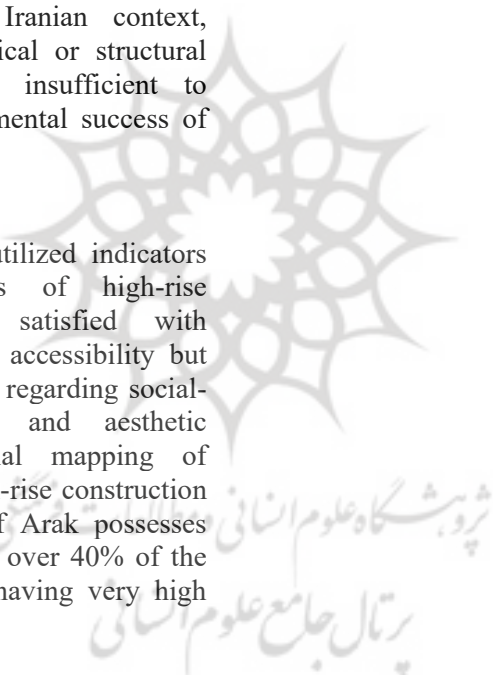 Iranian context,
ical or structural
insufficient to
mental success of
utilized indicators
s of high-rise
satisfied with
accessibility but
regarding social-
and aesthetic
al mapping of
-rise construction
f Arak possesses
over 40% of the
having very high
پژوهشگاه علوم انسانی و مطالعات فرهنگی
پرتال جامع علوم انسانی